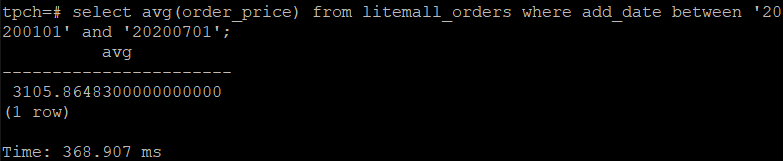 tpch=# select avg(order_price) from litemall_orders where add_date between '20
200101' and '20200701';
avg
-----------------------
3105.8648300000000000
(1 row)
Time: 368.907 ms